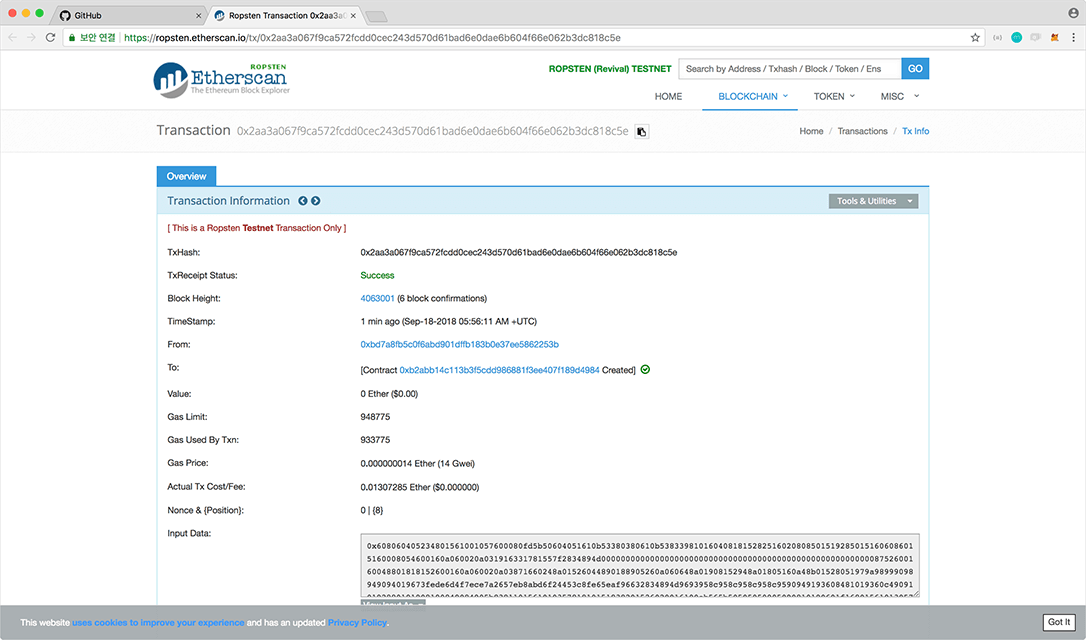 GitHub
Ropsten Transaction 0x2aa3a0
보안 연결 https://ropsten.etherscan.io/tx/0x2aa3a067f9ca572fcdd0cec243d570d61bad6e0dae6b604f66e062b3dc818c5e
ROPSTEN
Etherscan
The Ethereum Block Explorer
ROPSTEN (Revival) TESTNET
Search by Address / Txhash / Block / Token / Ens
GO
HOME BLOCKCHAIN TOKEN MISC
Transaction 0x2aa3a067f9ca572fcdd0cec243d570d61bad6e0dae6b604f66e062b3dc818c5e
Home / Transactions / Tx Info
Overview
Transaction Information
Tools & Utilities
[ This is a Ropsten Testnet Transaction Only ]
TxHash: 0x2aa3a067f9ca572fcdd0cec243d570d61bad6e0dae6b604f66e062b3dc818c5e
TxReceipt Status: Success
Block Height: 4063001 (6 block confirmations)
TimeStamp: 1 min ago (Sep-18-2018 05:56:11 AM +UTC)
From: 0xbd7a8fb5c0f6abd901dffb183b0e37ee5862253b
To: [Contract 0xb2abb14c113b3f5cdd986881f3ee407f189d4984 Created]
Value: 0 Ether ($0.00)
Gas Limit: 948775
Gas Used By Txn: 933775
Gas Price: 0.000000014 Ether (14 Gwei)
Actual Tx Cost/Fee: 0.01307285 Ether ($0.000000)
Nonce & {Position}: 0 | {8}
Input Data:
This website uses cookies to improve your experience and has an updated Privacy Policy.
Got It